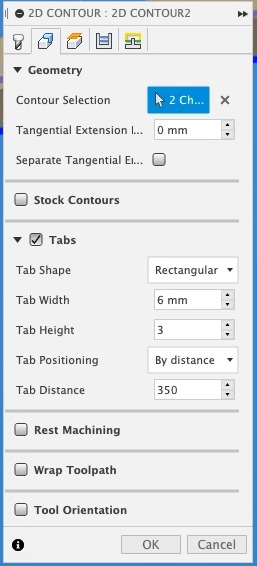 2D CONTOUR : 2D CONTOUR2
Geometry
Contour Selection 2 Ch...
Tangential Extension I... 0 mm
Separate Tangential E...
Stock Contours
Tabs
Tab Shape Rectangular
Tab Width 6 mm
Tab Height 3
Tab Positioning By distance
Tab Distance 350
Rest Machining
Wrap Toolpath
Tool Orientation
OK Cancel